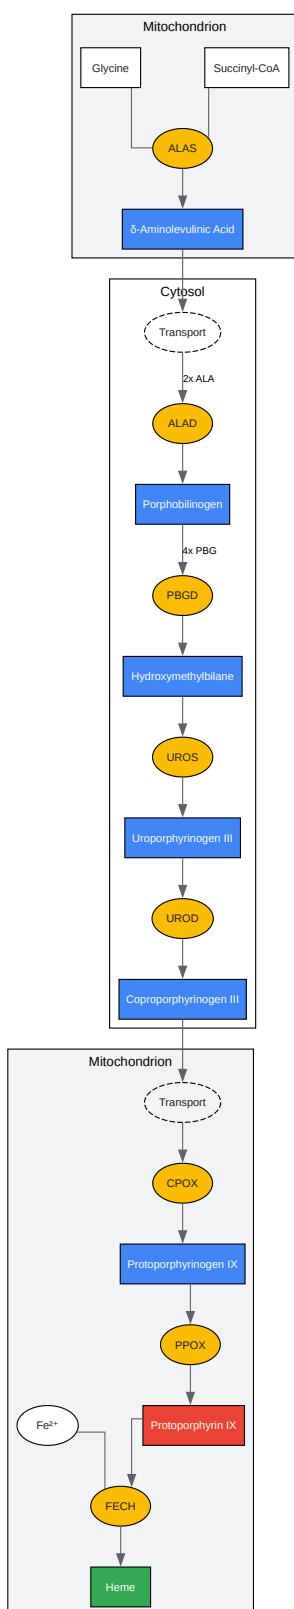 Mitochondrion
Glycine
Succinyl-CoA
ALAS
δ-Aminolevulinic Acid
Cytosol
Transport
2x ALA
ALAD
Porphobilinogen
4x PBG
PBGD
Hydroxymethylbilane
UROS
Uroporphyrinogen III
UROD
Coproporphyrinogen III
Mitochondrion
Transport
CPOX
Protoporphyrinogen IX
PPOX
Fe²⁺
Protoporphyrin IX
FECH
Heme